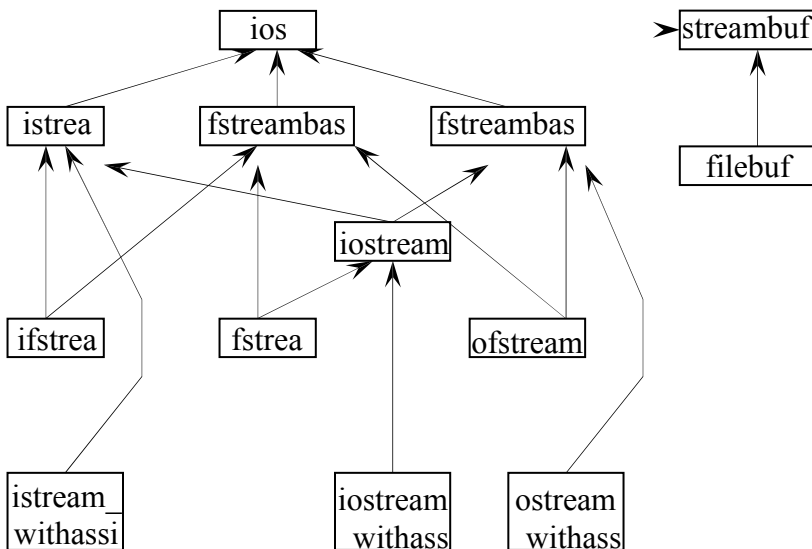 ios
streambuf
istrea
fstreambas
fstreambas
filebuf
iostream
ifstrea
fstrea
ofstream
istream_
withassi
iostream
withass
ostream
withass